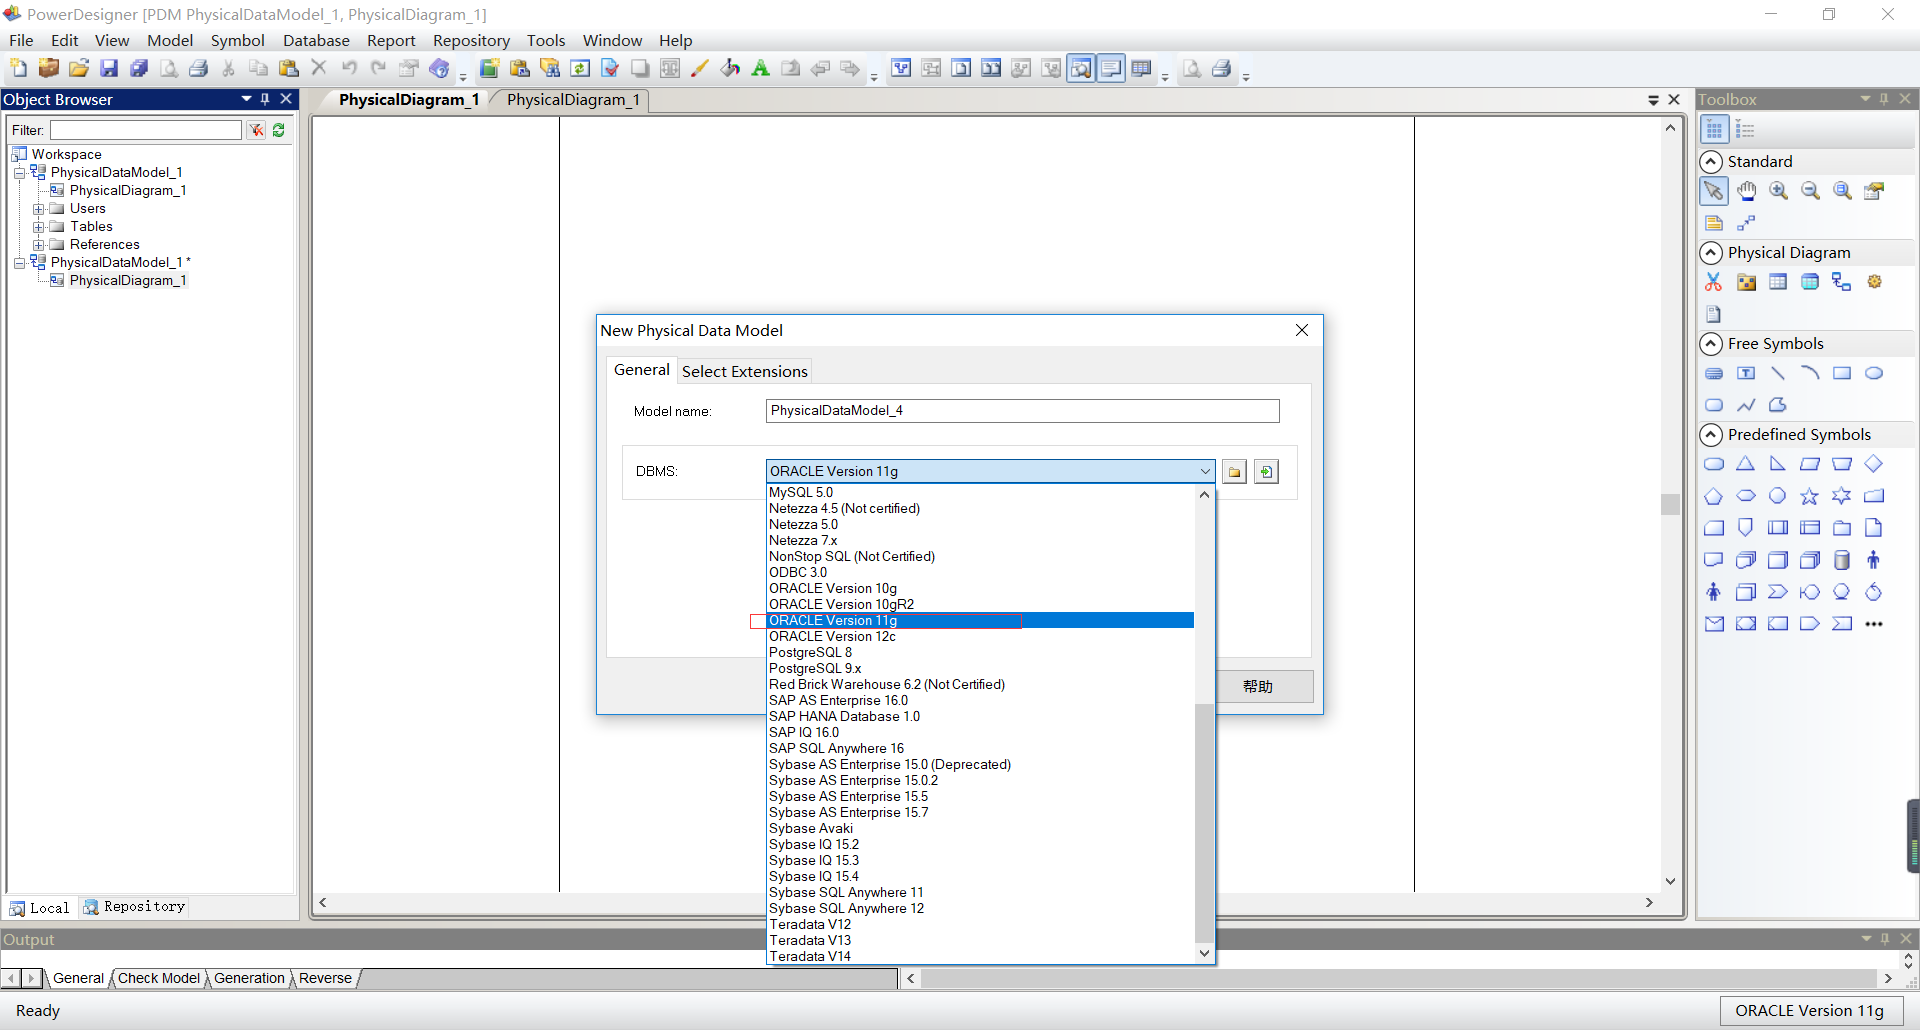 PowerDesigner [PDM PhysicalDataModel_1, PhysicalDiagram_1]
File Edit View Model Symbol Database Report Repository Tools Window Help
Object Browser
PhysicalDiagram_1 PhysicalDiagram_1
Toolbox
Filter:
Workspace
PhysicalDataModel_1
PhysicalDiagram_1
Users
Tables
References
PhysicalDataModel_1 *
PhysicalDiagram_1
Standard
Physical Diagram
Free Symbols
Predefined Symbols
New Physical Data Model
General Select Extensions
Model name: PhysicalDataModel_4
DBMS: ORACLE Version 11g
MySQL 5.0
Netezza 4.5 (Not certified)
Netezza 5.0
Netezza 7.x
NonStop SQL (Not Certified)
ODBC 3.0
ORACLE Version 10g
ORACLE Version 10gR2
ORACLE Version 11g
ORACLE Version 12c
PostgreSQL 8
PostgreSQL 9.x
Red Brick Warehouse 6.2 (Not Certified)
SAP AS Enterprise 16.0
SAP HANA Database 1.0
SAP IQ 16.0
SAP SQL Anywhere 16
Sybase AS Enterprise 15.0 (Deprecated)
Sybase AS Enterprise 15.0.2
Sybase AS Enterprise 15.5
Sybase AS Enterprise 15.7
Sybase Avaki
Sybase IQ 15.2
Sybase IQ 15.3
Sybase IQ 15.4
Sybase SQL Anywhere 11
Sybase SQL Anywhere 12
Teradata V12
Teradata V13
Teradata V14
帮助
Local Repository
Output
General Check Model Generation Reverse
Ready
ORACLE Version 11g